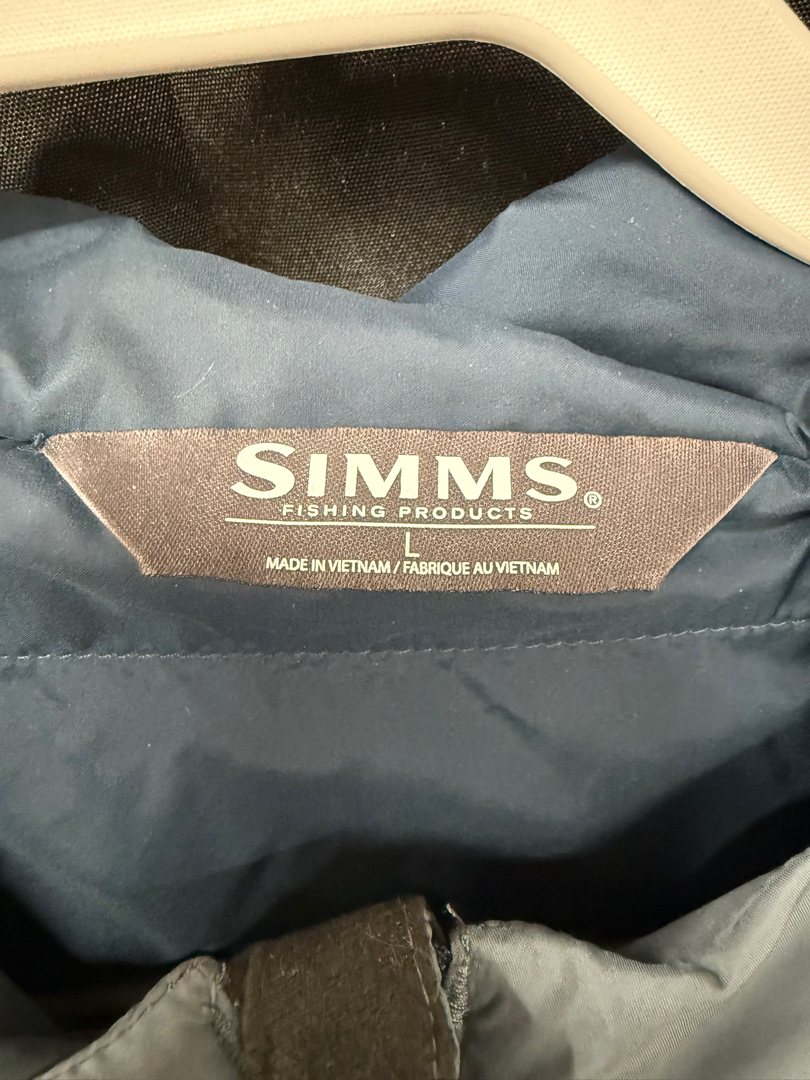 SIMMS®
FISHING PRODUCTS
L
MADE IN VIETNAM / FABRIQUE AU VIETNAM